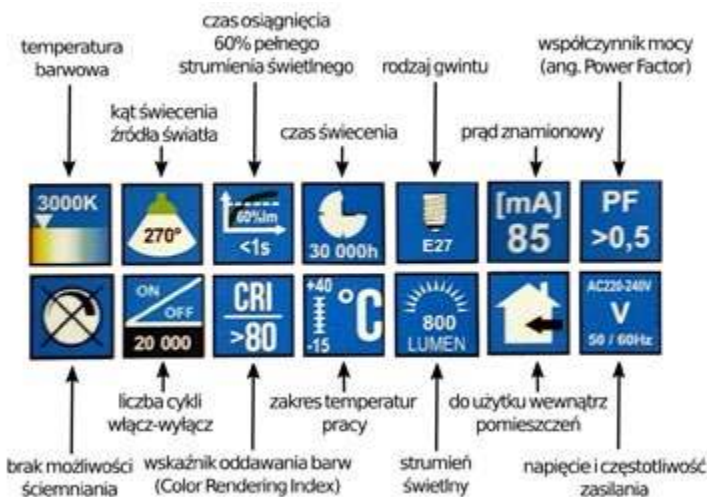 czas osiągnięcia
60% pełnego
strumienia świetlnego
temperatura
barwowa
rodzaj gwintu
współczynnik mocy
(ang. Power Factor)
kąt świecenia
źródła światła
czas świecenia
prąd znamionowy
3000K
270°
60%lm
<1s
30 000h
E27
[mA]
85
PF
>0,5
ON
OFF
20 000
CRI
>80
+40
°C
-15
800
LUMEN
AC220-240V
V
50 / 60Hz
liczba cykli
włącz-wyłącz
zakres temperatur
pracy
do użytku wewnątrz
pomieszczeń
brak możliwości
ściemniania
wskaźnik oddawania barw
(Color Rendering Index)
strumień
świetlny
napięcie i częstotliwość
zasilania